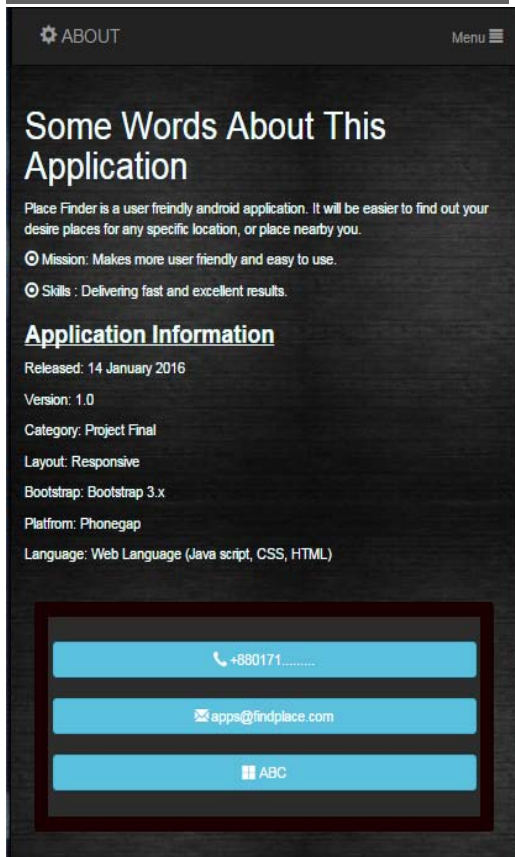 ABOUT
Menu
Some Words About This
Application
Place Finder is a user freindly android application. It will be easier to find out your
desire places for any specific location, or place nearby you.
Mission: Makes more user friendly and easy to use.
Skills : Delivering fast and excellent results.
Application Information
Released: 14 January 2016
Version: 1.0
Category: Project Final
Layout: Responsive
Bootstrap: Bootstrap 3.x
Platfrom: Phonegap
Language: Web Language (Java script, CSS, HTML)
+880171.........
apps@findplace.com
ABC